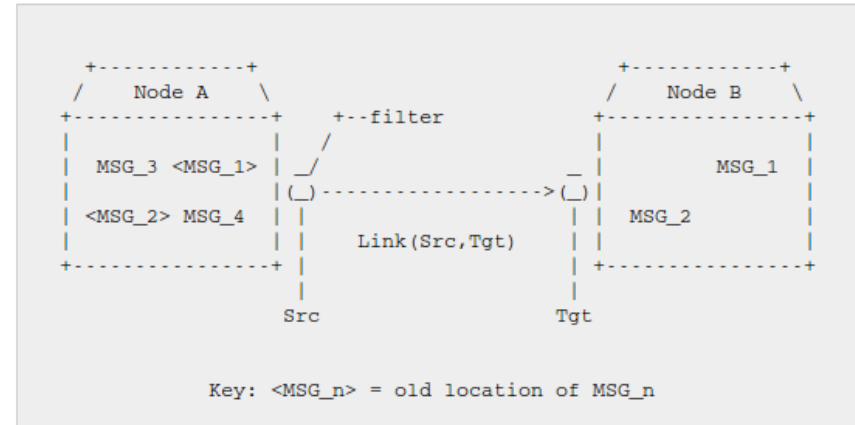 Node A Node B
filter
MSG_3 <MSG_1> MSG_1
<MSG_2> MSG_4 MSG_2
Link(Src,Tgt)
Src Tgt
Key: <MSG_n> = old location of MSG_n